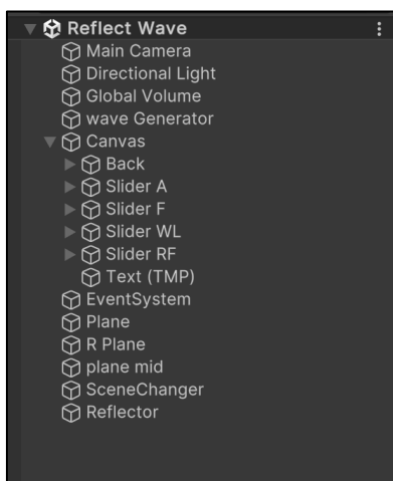 Reflect Wave
Main Camera
Directional Light
Global Volume
wave Generator
Canvas
Back
Slider A
Slider F
Slider WL
Slider RF
Text (TMP)
EventSystem
Plane
R Plane
plane mid
SceneChanger
Reflector